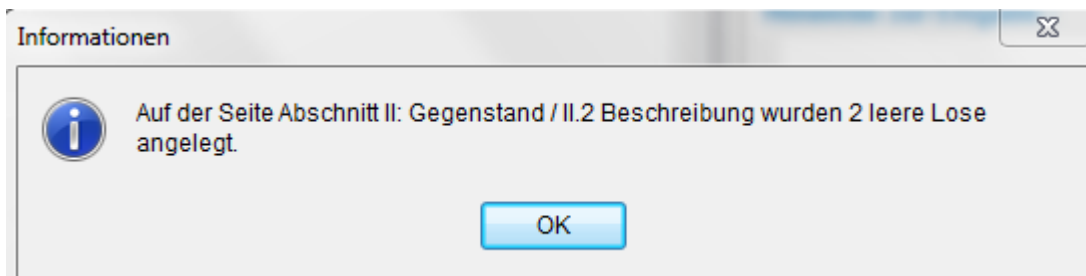 Informationen
Auf der Seite Abschnitt II: Gegenstand / II.2 Beschreibung wurden 2 leere Lose
angelegt.
OK